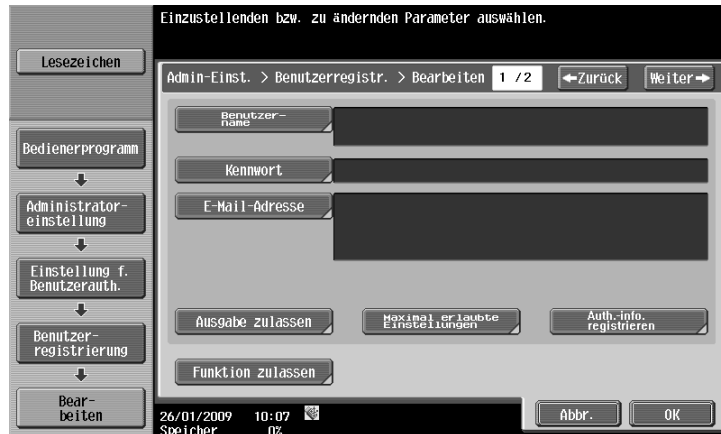 Einzustellenden bzw. zu ändernden Parameter auswählen.
Lesezeichen
Admin-Einst. > Benutzerregistr. > Bearbeiten 1 /2 ←Zurück Weiter→
Benutzer-
name
Bedienerprogramm
Kennwort
Administrator-
einstellung
E-Mail-Adresse
Einstellung f.
Benutzerauth.
Ausgabe zulassen
Maximal erlaubte
Einstellungen
Auth.-info.
registrieren
Benutzer-
registrierung
Funktion zulassen
Bear-
beiten
26/01/2009 10:07
Speicher 0%
Abbr. OK